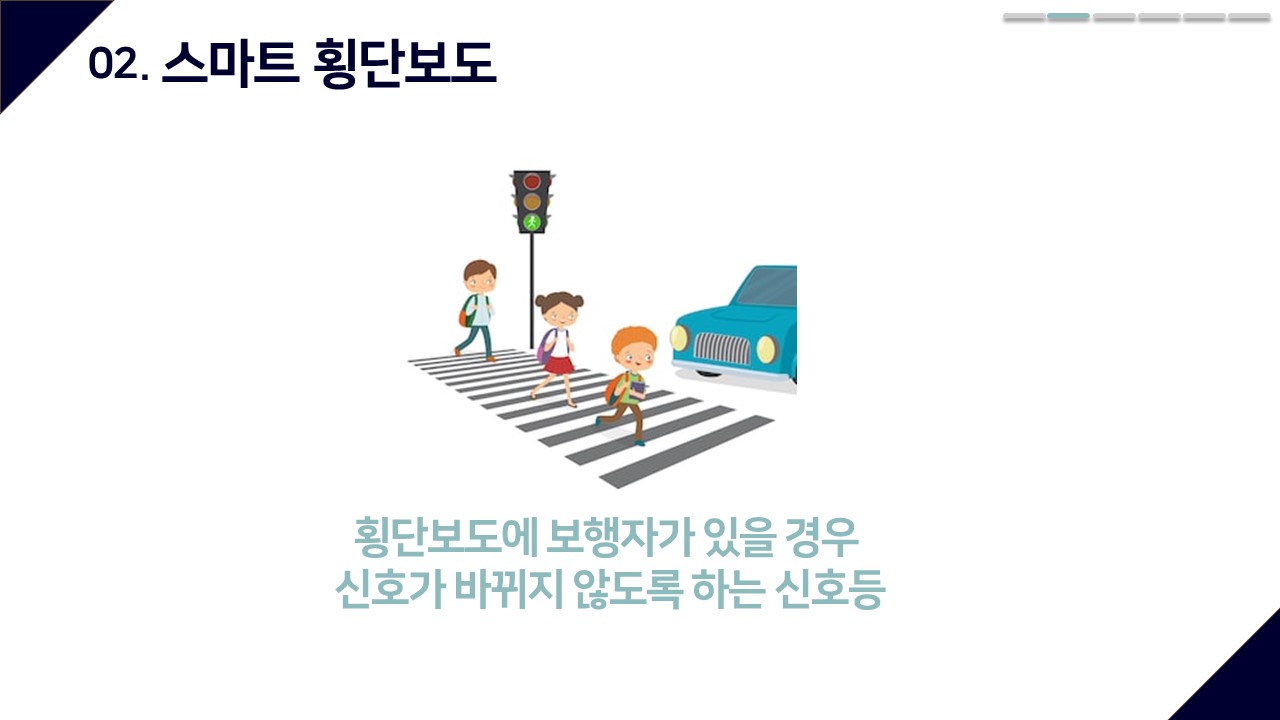 02. 스마트 횡단보도
횡단보도에 보행자가 있을 경우
신호가 바뀌지 않도록 하는 신호등